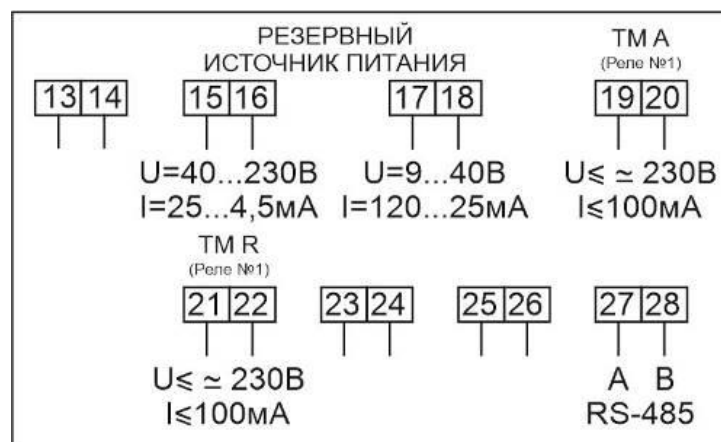 РЕЗЕРВНЫЙ
ИСТОЧНИК ПИТАНИЯ
ТМ А
(Реле №1)
13 14 15 16 17 18 19 20
U=40...230В U=9...40В U⩽ ≃ 230В
I=25...4,5мА I=120...25мА I⩽100мА
ТМ R
(Реле №1)
21 22 23 24 25 26 27 28
U⩽ ≃ 230В А В
I⩽100мА RS-485